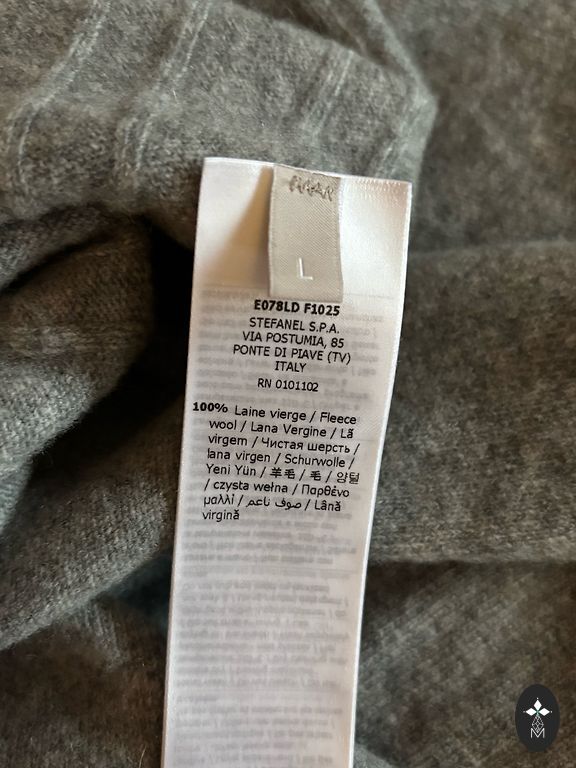 L
E078LD F1025
STEFANEL S.P.A.
VIA POSTUMIA, 85
PONTE DI PIAVE (TV)
ITALY
RN 0101102
100% Laine vierge / Fleece
wool / Lana Vergine / Lã
virgem / Чистая шерсть /
lana virgen / Schurwolle /
Yeni Yün / 羊毛 / 毛 / 양털
/ czysta wełna / Παρθένο
μαλλί / صوف ناعم / Lână
virgină
M